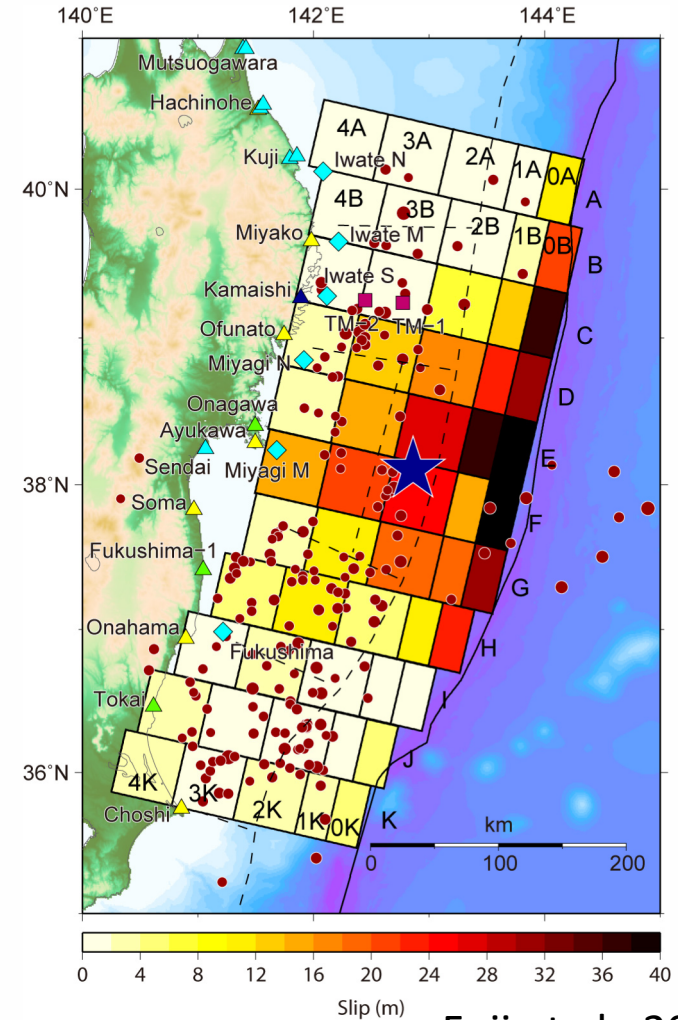 140°E 142°E 144°E
Mutsuogawara
Hachinohe
4A 3A 2A 1A 0A
Kuji Iwate N
40°N A
4B 3B 2B 1B 0B
Miyako Iwate M
B
Kamaishi Iwate S
Ofunato TM−2 TM−1 C
Miyagi N
D
Onagawa
Ayukawa
Sendai Miyagi M E
38°N
Soma F
Fukushima−1
G
Onahama
Fukushima H
Tokai I
36°N J
4K 3K 2K 1K 0K K
Choshi
km
0 100 200
0 4 8 12 16 20 24 28 32 36 40
Slip (m)